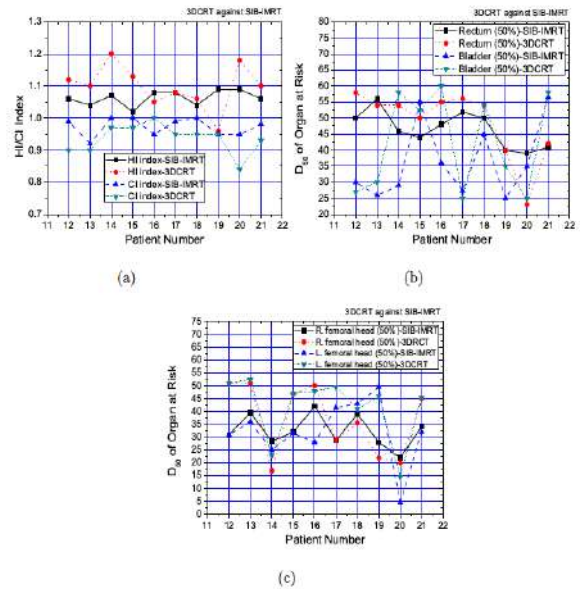 3DCRT against SIB-IMRT
1.3
1.2
1.1
1.0
0.9
0.8
0.7
HI/CI Index
HI index-SIB-IMRT
HI index-3DCRT
CI index-SIB-IMRT
CI index-3DCRT
11 12 13 14 15 16 17 18 19 20 21 22
Patient Number
(a)
3DCRT against SIB-IMRT
80
75
70
65
60
55
50
45
40
35
30
25
20
D50 of Organ at Risk
Rectum (50%)-SIB-IMRT
Rectum (50%)-3DCRT
Bladder (50%)-SIB-IMRT
Bladder (50%)-3DCRT
11 12 13 14 15 16 17 18 19 20 21 22
Patient Number
(b)
3DCRT against SIB-IMRT
75
70
65
60
55
50
45
40
35
30
25
20
15
10
5
0
D50 of Organ at Risk
R. femoral head (50%)-SIB-IMRT
R. femoral head (50%)-3DRCT
L. femoral head (50%)-SIB-IMRT
L. femoral head (50%)-3DCRT
11 12 13 14 15 16 17 18 19 20 21 22
Patient Number
(c)